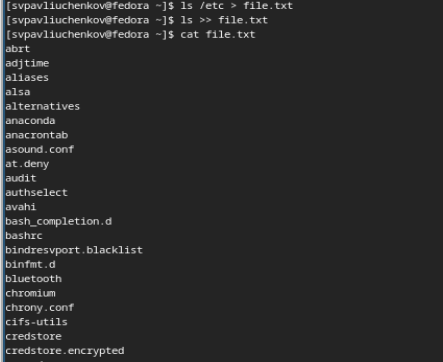 [svpavliuchenkov@fedora ~]$ ls /etc > file.txt
[svpavliuchenkov@fedora ~]$ ls >> file.txt
[svpavliuchenkov@fedora ~]$ cat file.txt
abrt
adjtime
aliases
alsa
alternatives
anaconda
anacrontab
asound.conf
at.deny
audit
authselect
avahi
bash_completion.d
bashrc
bindresvport.blacklist
binfmt.d
bluetooth
chromium
chrony.conf
cifs-utils
credstore
credstore.encrypted